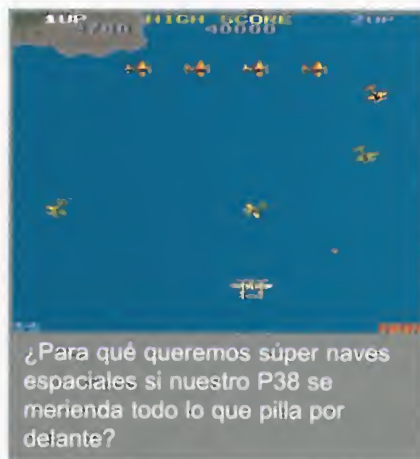 1UP HIGH SCORE 2UP
3700 40000
¿Para qué queremos súper naves
espaciales si nuestro P38 se
merienda todo lo que pilla por
delante?